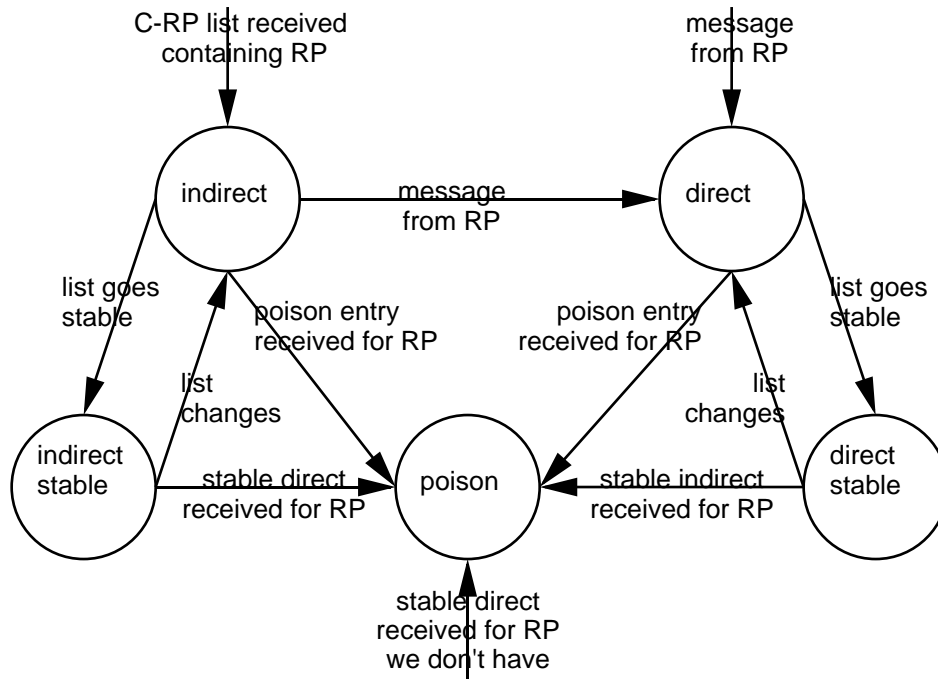 C-RP list received
containing RP
message
from RP
indirect
message
from RP
direct
list goes
stable
poison entry
received for RP
poison entry
received for RP
list goes
stable
list
changes
list
changes
indirect
stable
stable direct
received for RP
poison
stable indirect
received for RP
direct
stable
stable direct
received for RP
we don't have